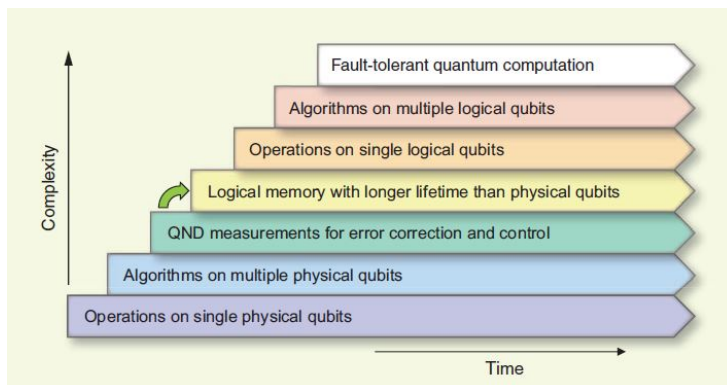 Fault-tolerant quantum computation
Algorithms on multiple logical qubits
Operations on single logical qubits
Logical memory with longer lifetime than physical qubits
QND measurements for error correction and control
Algorithms on multiple physical qubits
Operations on single physical qubits
Complexity
Time